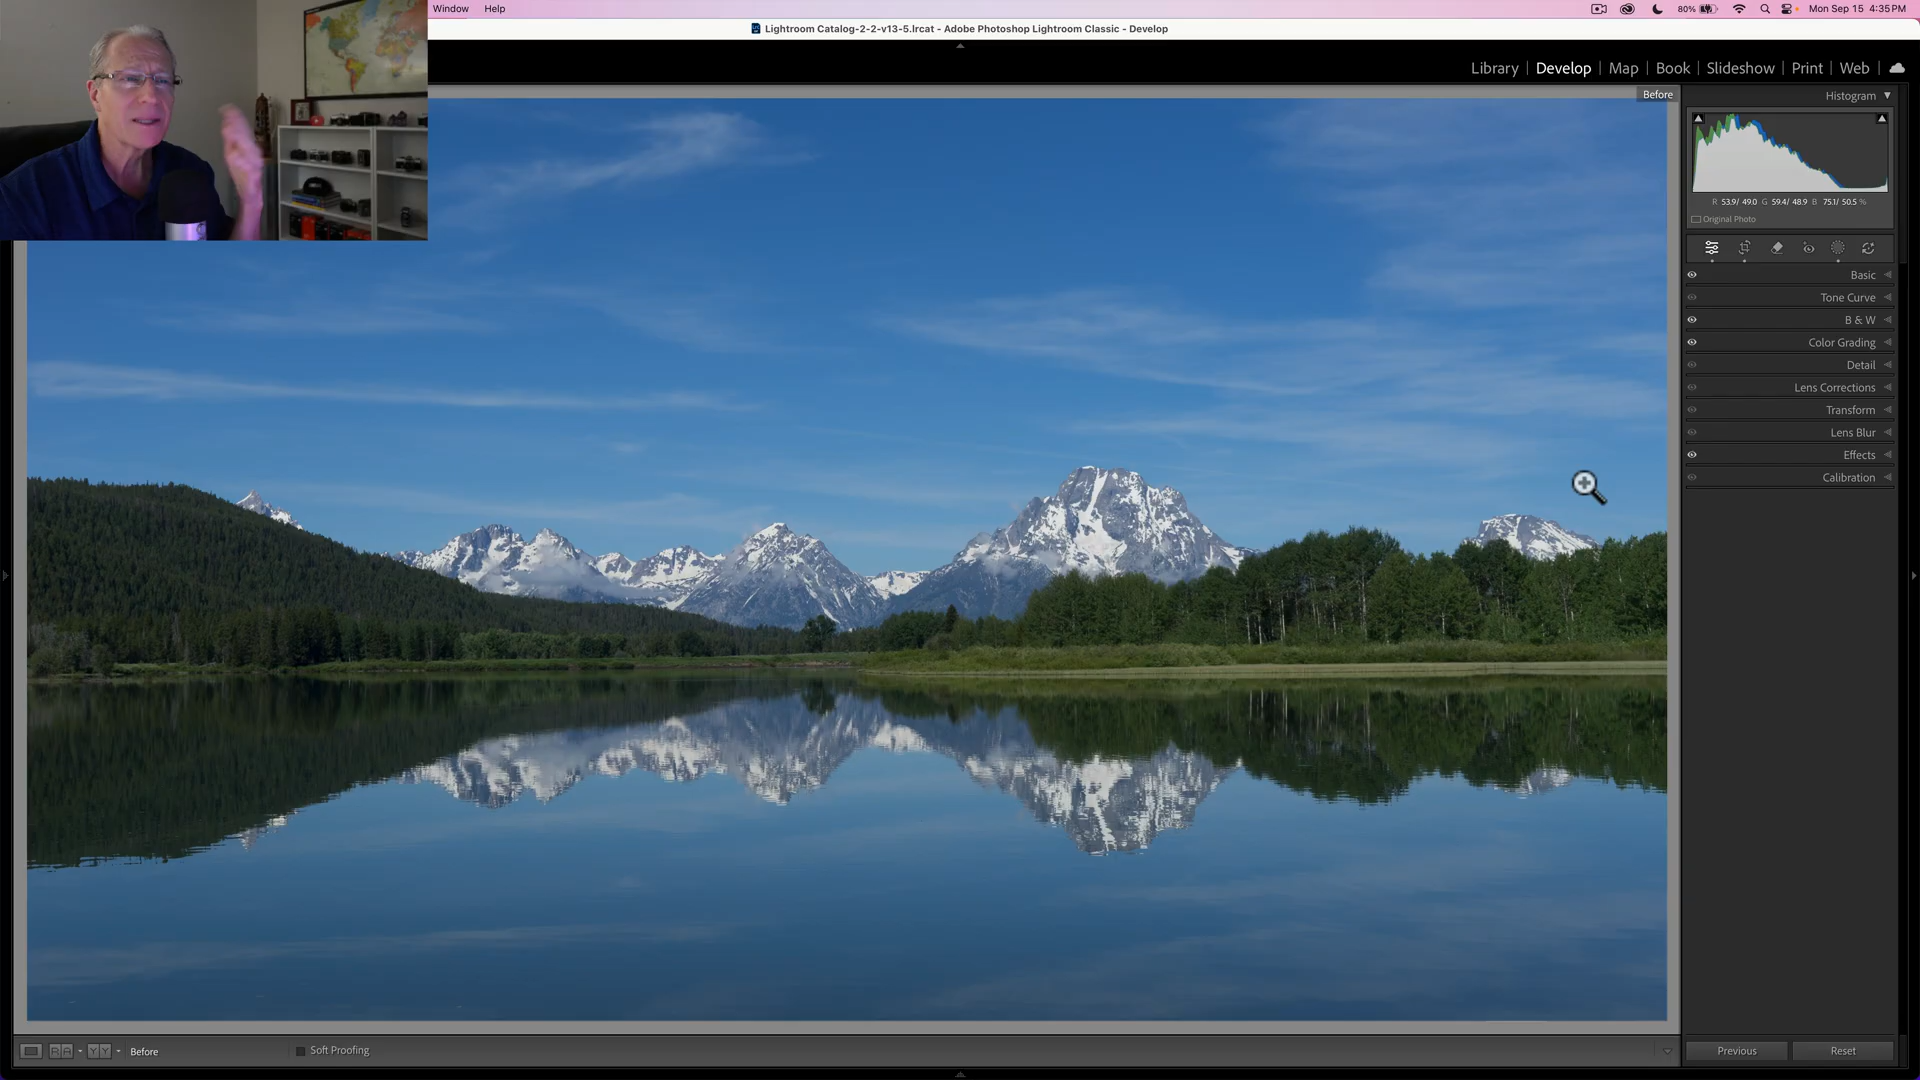 Window Help
80% Mon Sep 15 4:35 PM
Lightroom Catalog-2-2-v13-5.lrcat - Adobe Photoshop Lightroom Classic - Develop
Library | Develop | Map | Book | Slideshow | Print | Web
Before
Histogram
R 53.9/ 49.0 G 59.4/ 48.9 B 75.1/ 50.5 %
Original Photo
Basic
Tone Curve
B & W
Color Grading
Detail
Lens Corrections
Transform
Lens Blur
Effects
Calibration
R A Y Y Before Soft Proofing
Previous Reset